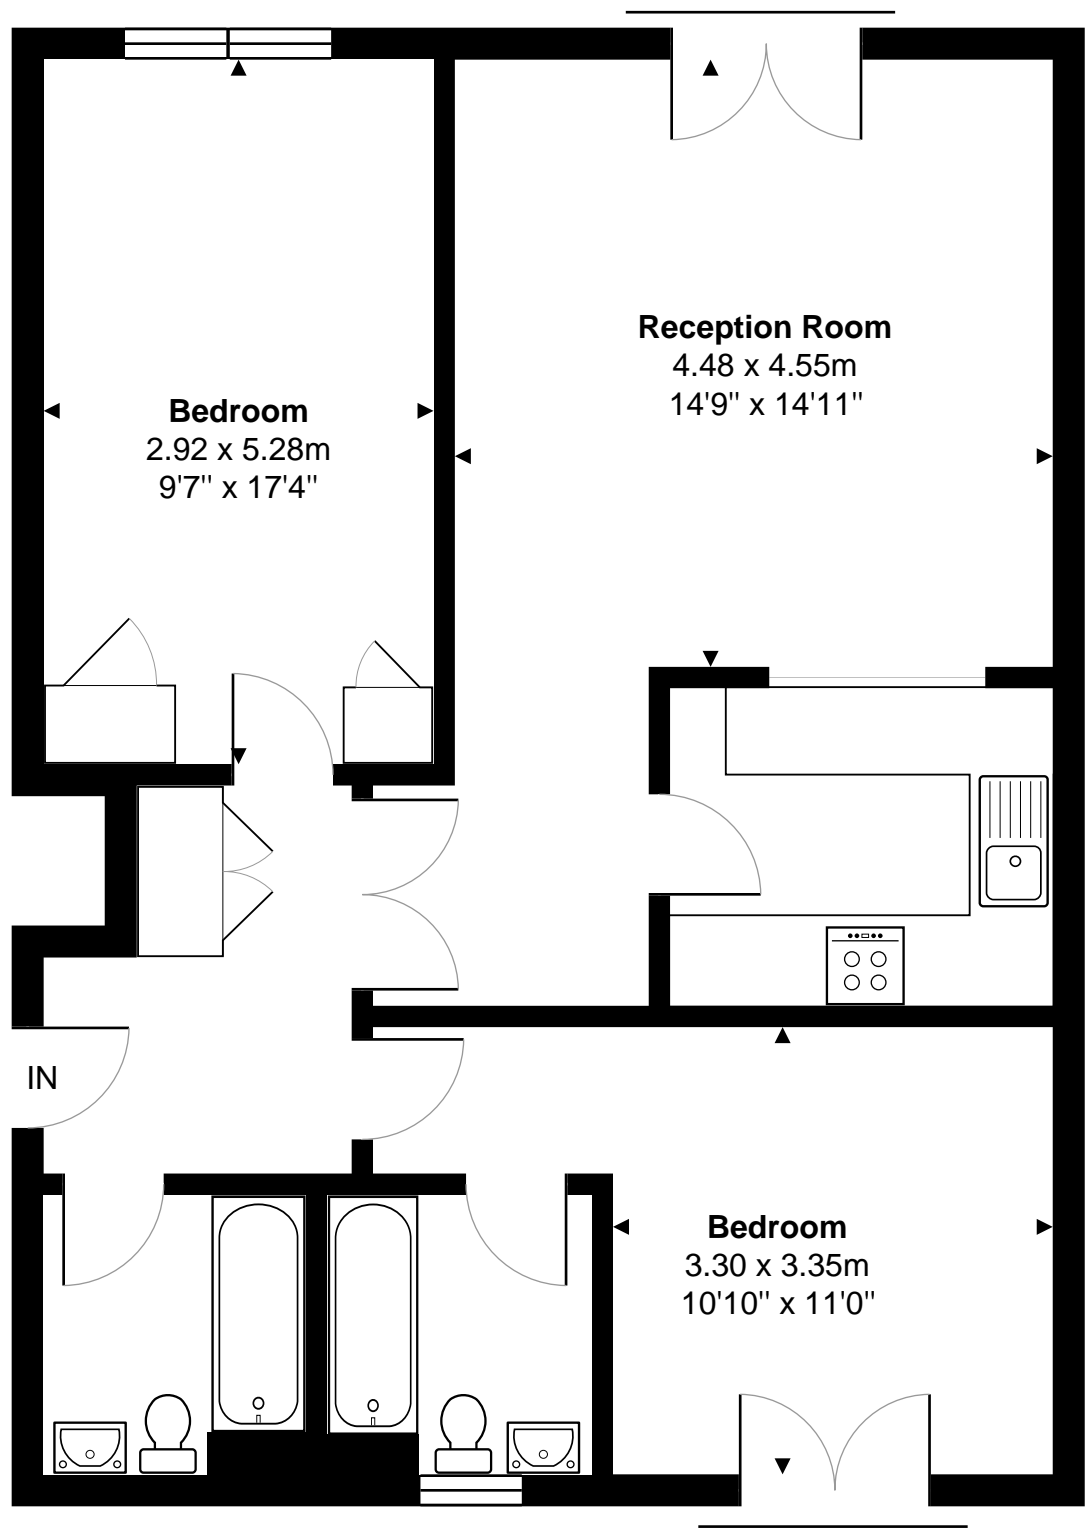 Reception Room
4.48 x 4.55m
14'9" x 14'11"
Bedroom
2.92 x 5.28m
9'7" x 17'4"
IN
Bedroom
3.30 x 3.35m
10'10" x 11'0"